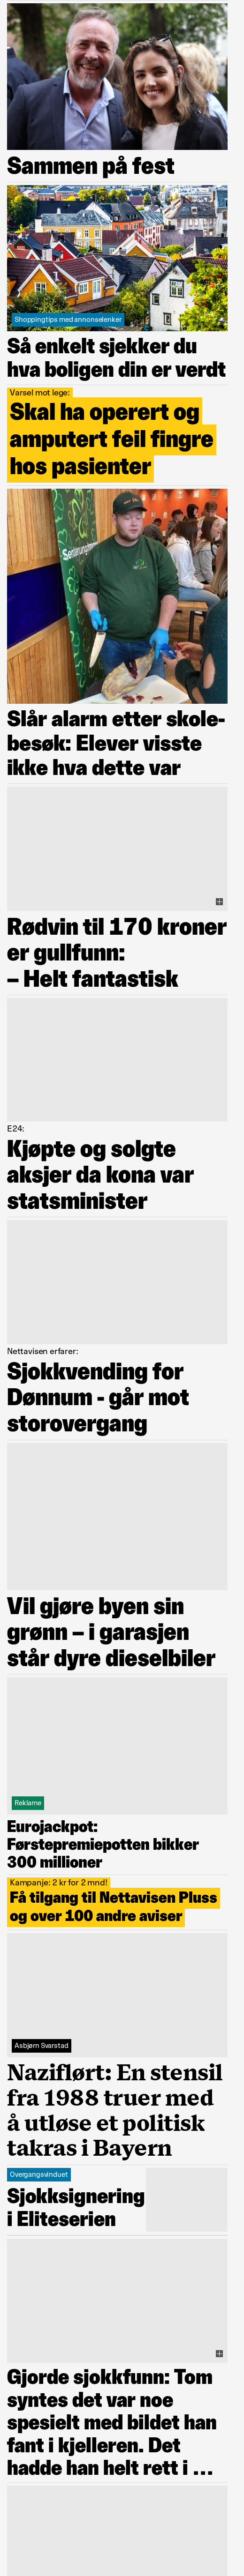 Sammen på fest
Shoppingtips med annonselenker
Så enkelt sjekker du
hva boligen din er verdt
Varsel mot lege:
Skal ha operert og
amputert feil fingre
hos pasienter
Slår alarm etter skole-
besøk: Elever visste
ikke hva dette var
Rødvin til 170 kroner
er gullfunn:
– Helt fantastisk
E24:
Kjøpte og solgte
aksjer da kona var
statsminister
Nettavisen erfarer:
Sjokkvending for
Dønnum - går mot
storovergang
Vil gjøre byen sin
grønn – i garasjen
står dyre dieselbiler
Reklame
Eurojackpot:
Førstepremiepotten bikker
300 millioner
Kampanje: 2 kr for 2 mnd!
Få tilgang til Nettavisen Pluss
og over 100 andre aviser
Asbjørn Svarstad
Naziflørt: En stensil
fra 1988 truer med
å utløse et politisk
takras i Bayern
Overgangsvinduet
Sjokksignering
i Eliteserien
Gjorde sjokkfunn: Tom
syntes det var noe
spesielt med bildet han
fant i kjelleren. Det
hadde han helt rett i …